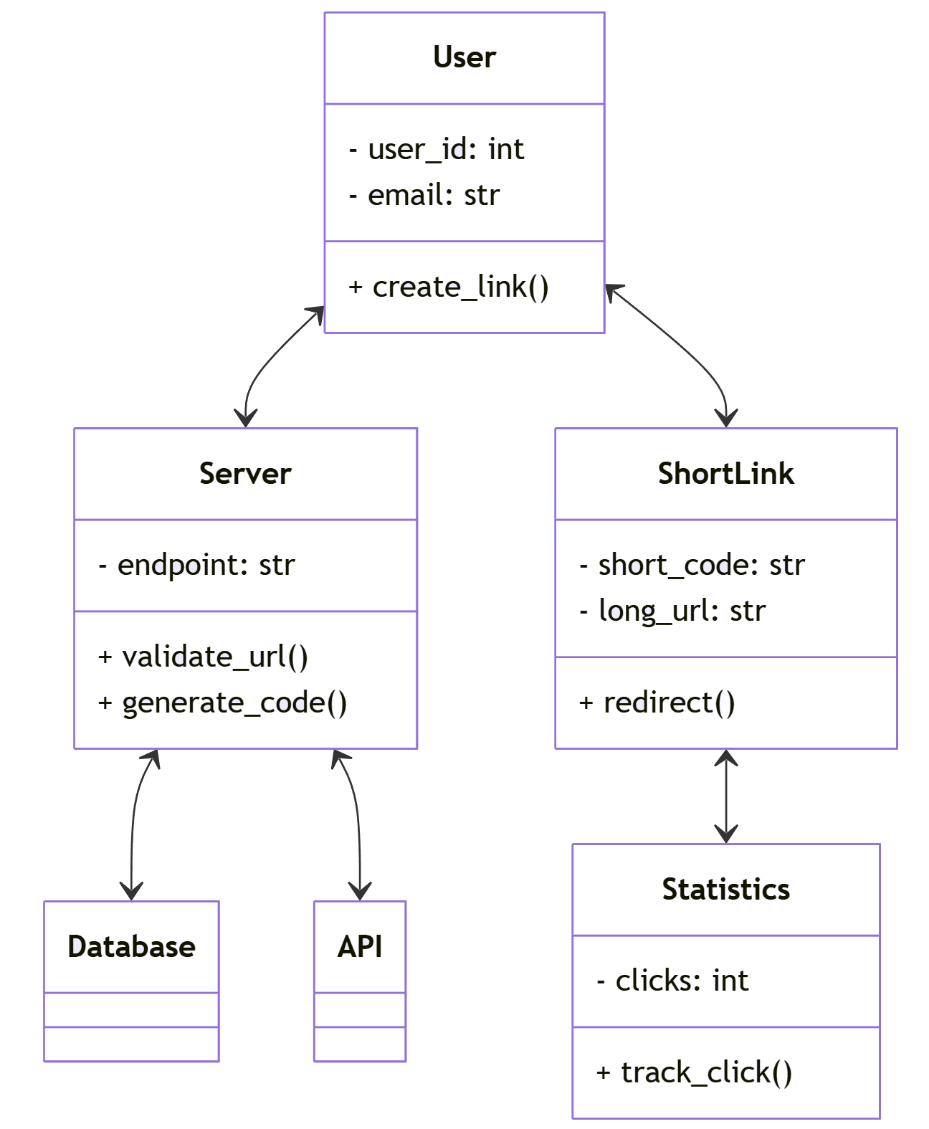 User
- user_id: int
- email: str
+ create_link()
Server
- endpoint: str
+ validate_url()
+ generate_code()
ShortLink
- short_code: str
- long_url: str
+ redirect()
Database
API
Statistics
- clicks: int
+ track_click()